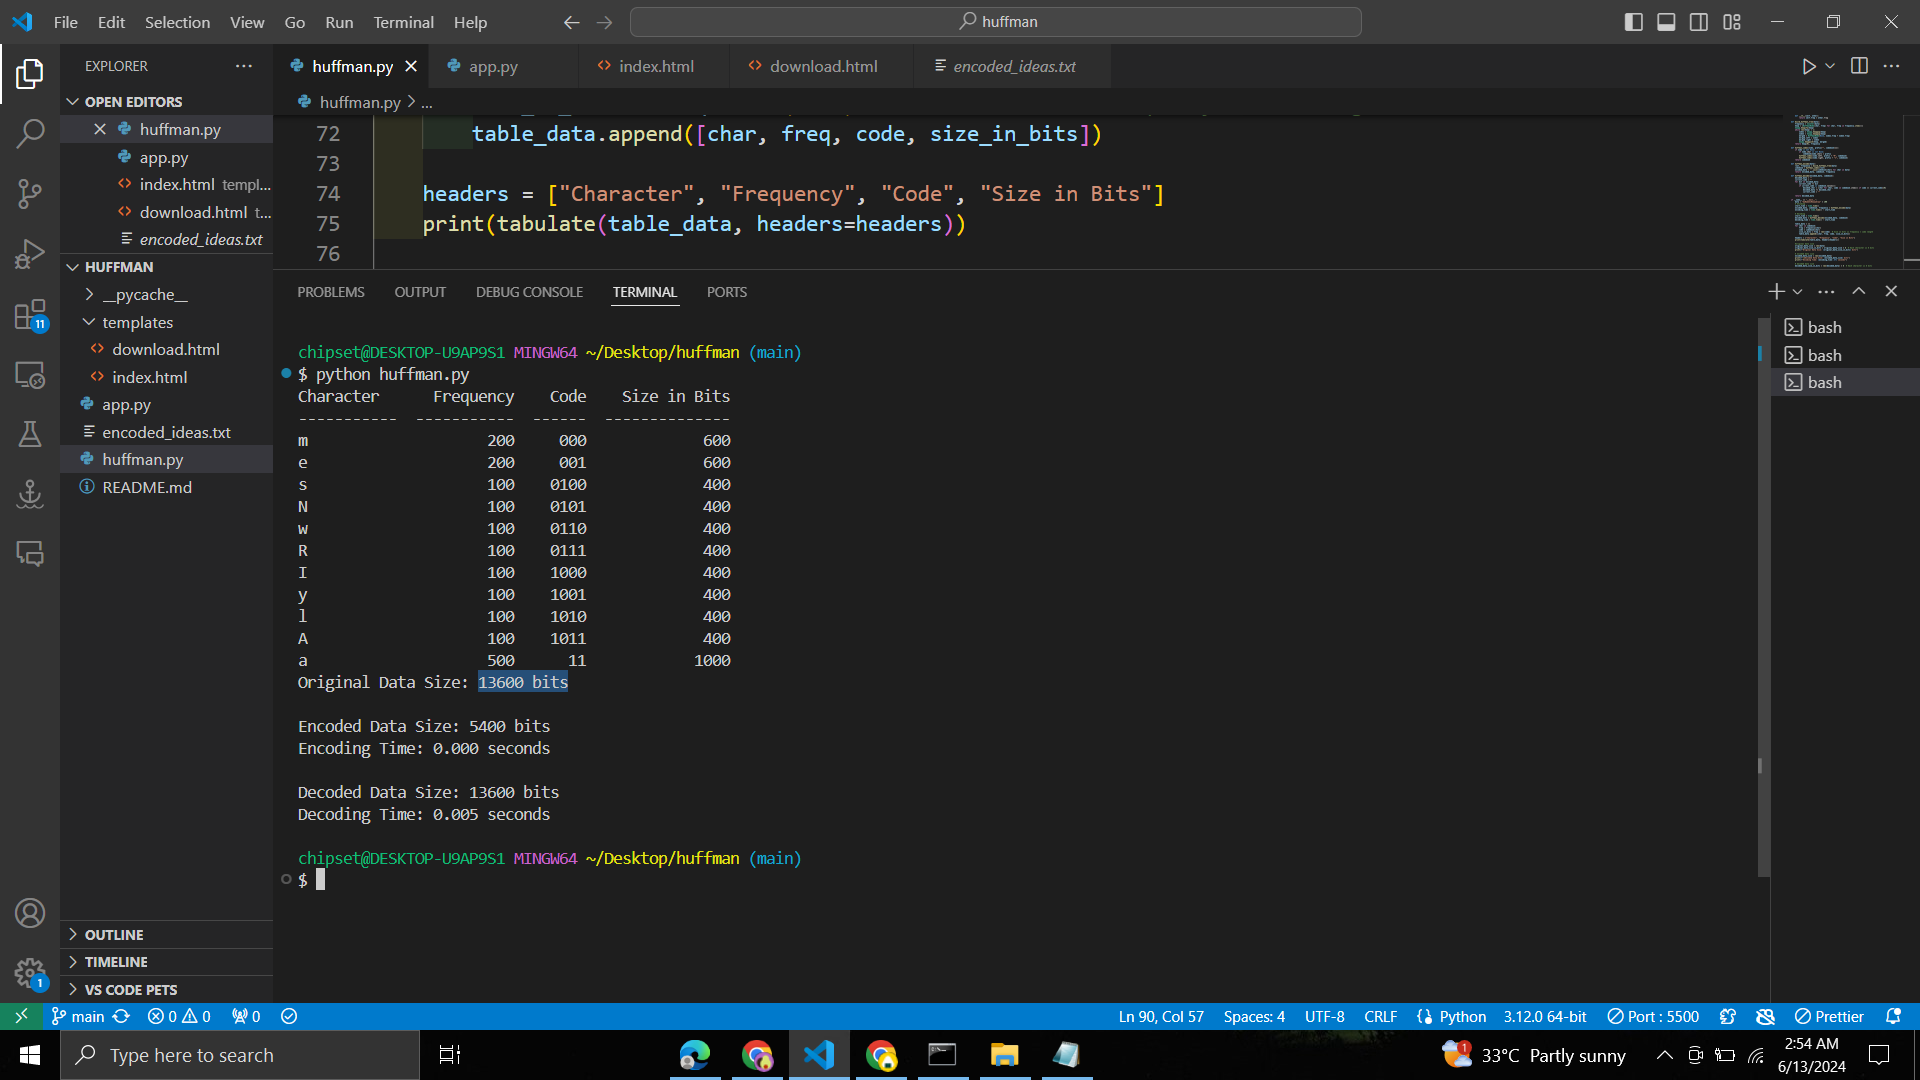 File Edit Selection View Go Run Terminal Help
huffman
EXPLORER
OPEN EDITORS
huffman.py
app.py
index.html templ...
download.html t...
encoded_ideas.txt
HUFFMAN
__pycache__
templates
download.html
index.html
app.py
encoded_ideas.txt
huffman.py
README.md
OUTLINE
TIMELINE
VS CODE PETS
11
1
huffman.py app.py index.html download.html encoded_ideas.txt
huffman.py > ...
72 table_data.append([char, freq, code, size_in_bits])
73
74 headers = ["Character", "Frequency", "Code", "Size in Bits"]
75 print(tabulate(table_data, headers=headers))
76
PROBLEMS OUTPUT DEBUG CONSOLE TERMINAL PORTS
bash
bash
bash
chipset@DESKTOP-U9AP9S1 MINGW64 ~/Desktop/huffman (main)
$ python huffman.py
Character Frequency Code Size in Bits
----------- ----------- ------ --------------
m 200 000 600
e 200 001 600
s 100 0100 400
N 100 0101 400
w 100 0110 400
R 100 0111 400
I 100 1000 400
y 100 1001 400
l 100 1010 400
A 100 1011 400
a 500 11 1000
Original Data Size: 13600 bits
Encoded Data Size: 5400 bits
Encoding Time: 0.000 seconds
Decoded Data Size: 13600 bits
Decoding Time: 0.005 seconds
chipset@DESKTOP-U9AP9S1 MINGW64 ~/Desktop/huffman (main)
$
main 0 0 0 Ln 90, Col 57 Spaces: 4 UTF-8 CRLF Python 3.12.0 64-bit Port : 5500 Prettier
Type here to search
1
33°C Partly sunny
2:54 AM
6/13/2024